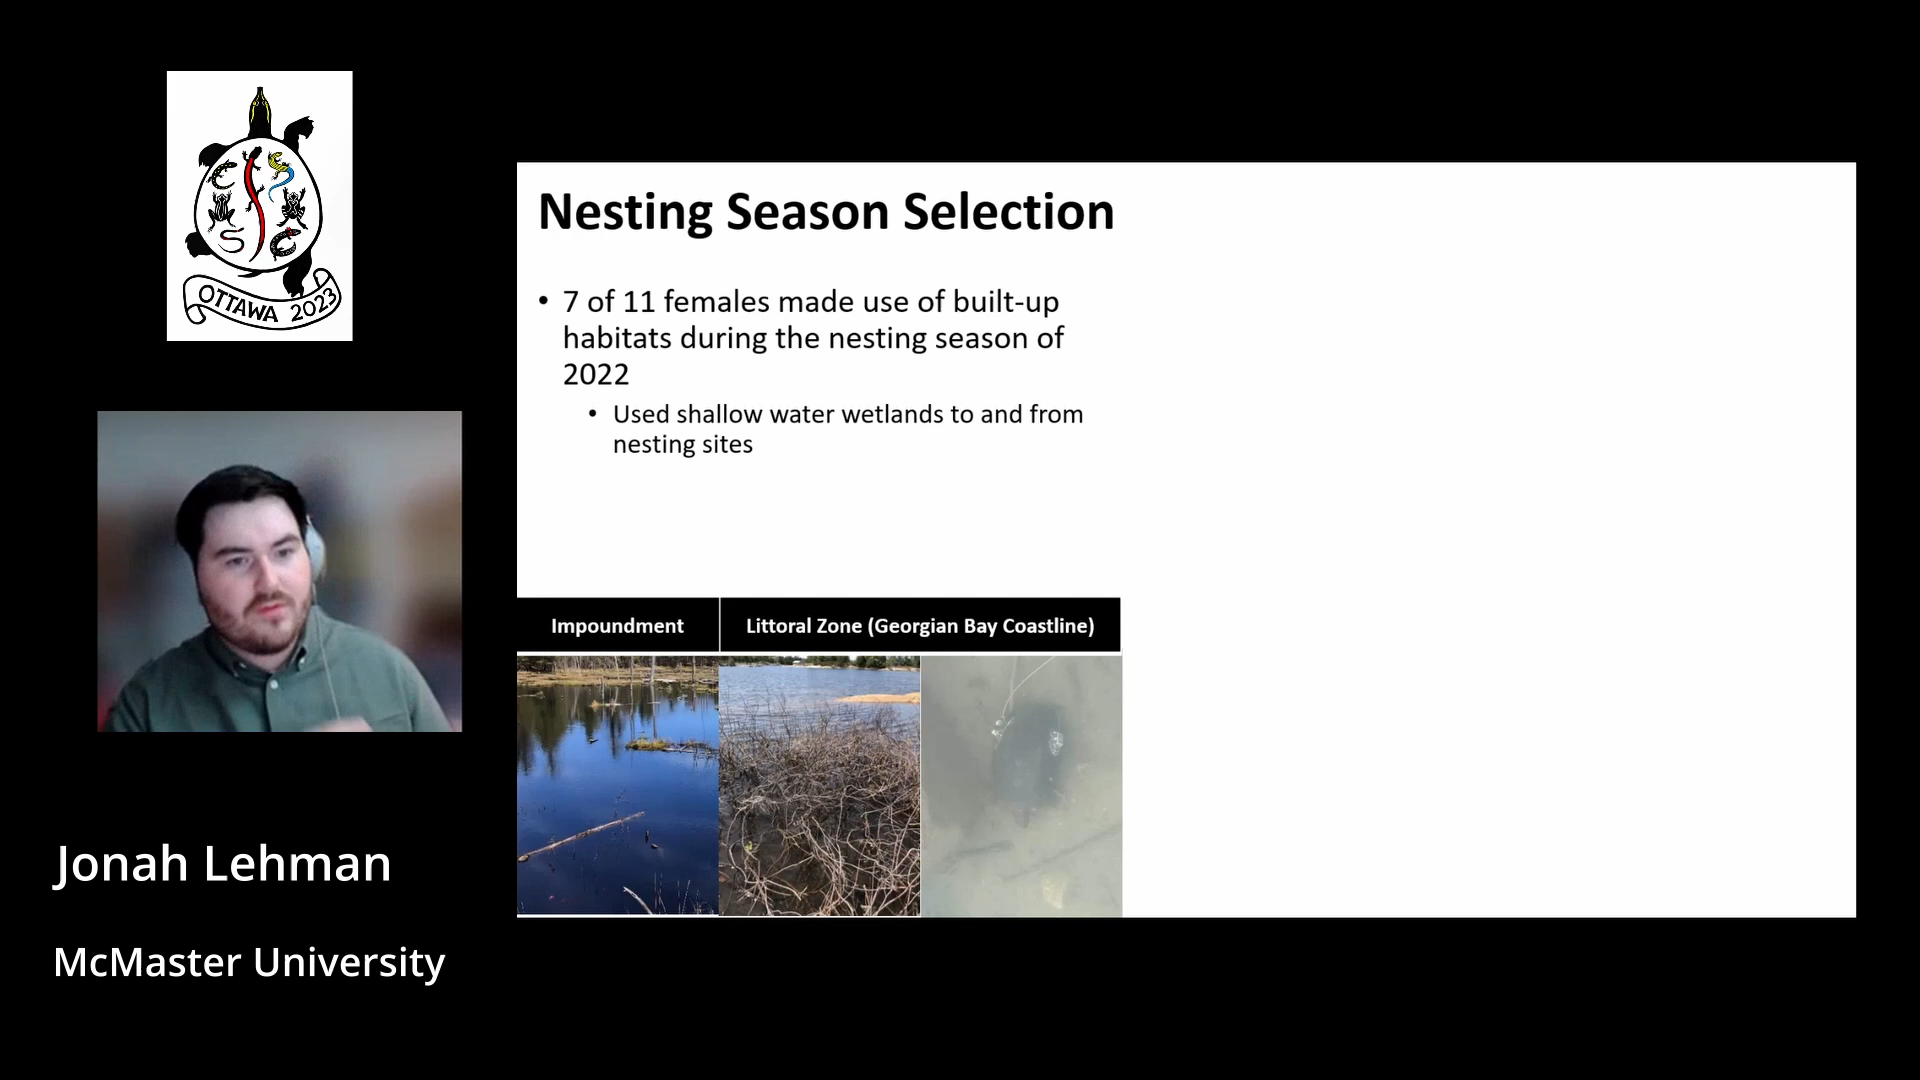 OTTAWA 2023
Nesting Season Selection
• 7 of 11 females made use of built-up
habitats during the nesting season of
2022
• Used shallow water wetlands to and from
nesting sites
Impoundment
Littoral Zone (Georgian Bay Coastline)
Jonah Lehman
McMaster University